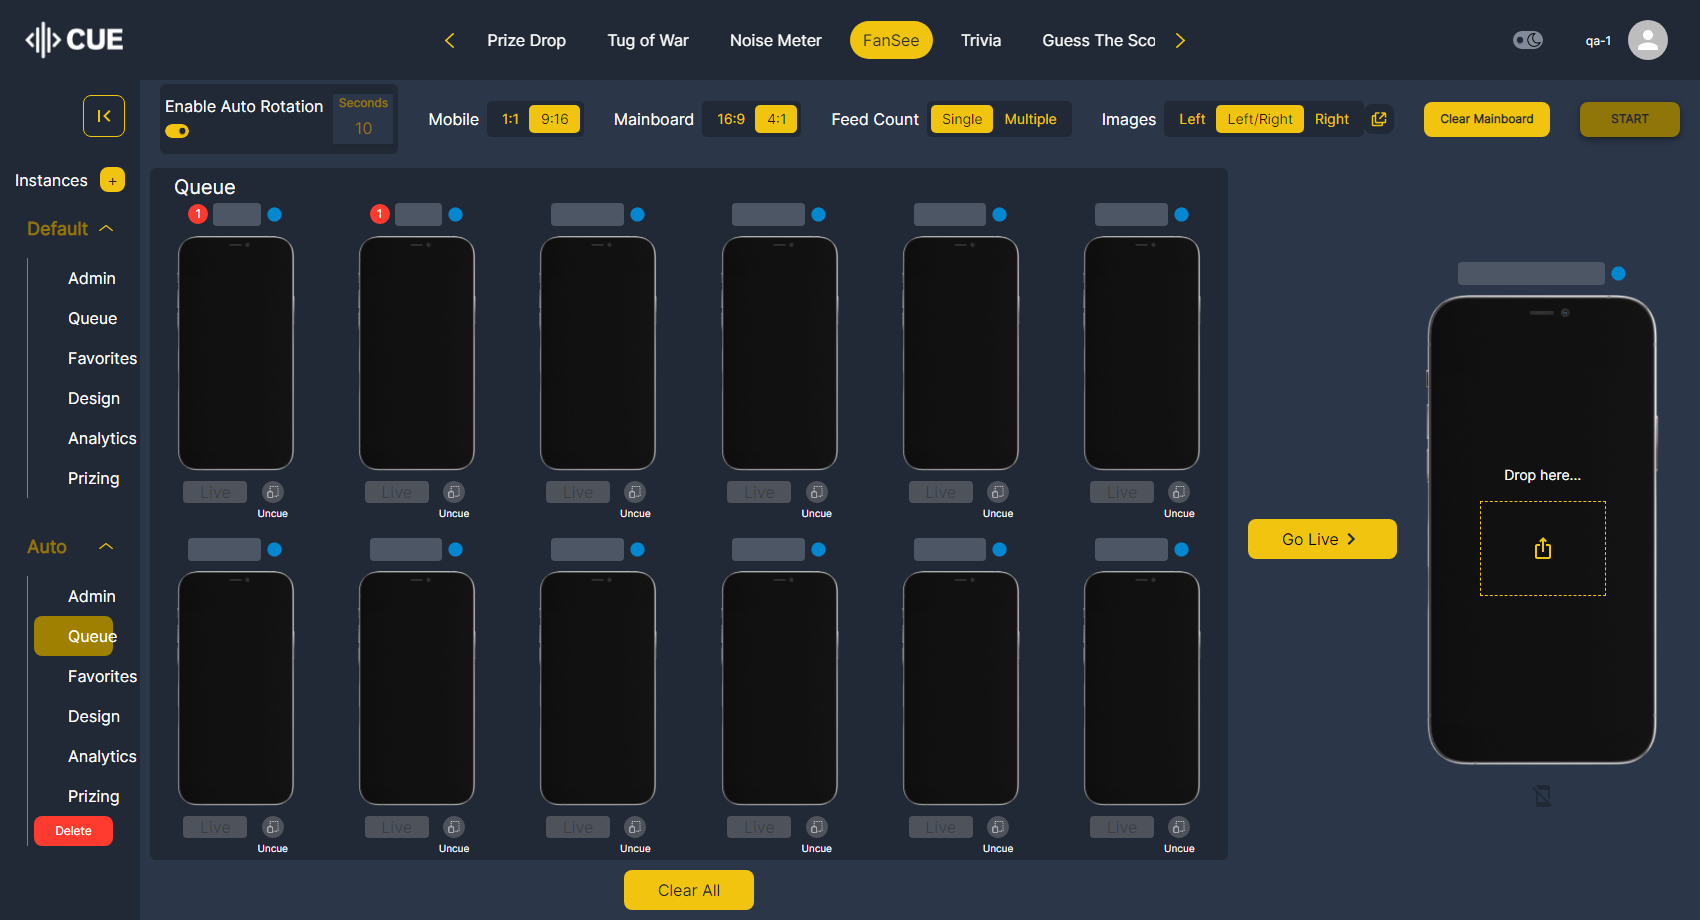 CUE
Prize Drop
Tug of War
Noise Meter
FanSee
Trivia
Guess The Sco
qa-1
Enable Auto Rotation
Seconds
10
Mobile
1:1
9:16
Mainboard
16:9
4:1
Feed Count
Single
Multiple
Images
Left
Left/Right
Right
Clear Mainboard
START
Instances
+
Default
Admin
Queue
Favorites
Design
Analytics
Prizing
Auto
Admin
Queue
Favorites
Design
Analytics
Prizing
Delete
Queue
1
1
Live
Uncue
Live
Uncue
Live
Uncue
Live
Uncue
Live
Uncue
Live
Uncue
Live
Uncue
Live
Uncue
Live
Uncue
Live
Uncue
Live
Uncue
Live
Uncue
Clear All
Go Live
Drop here...